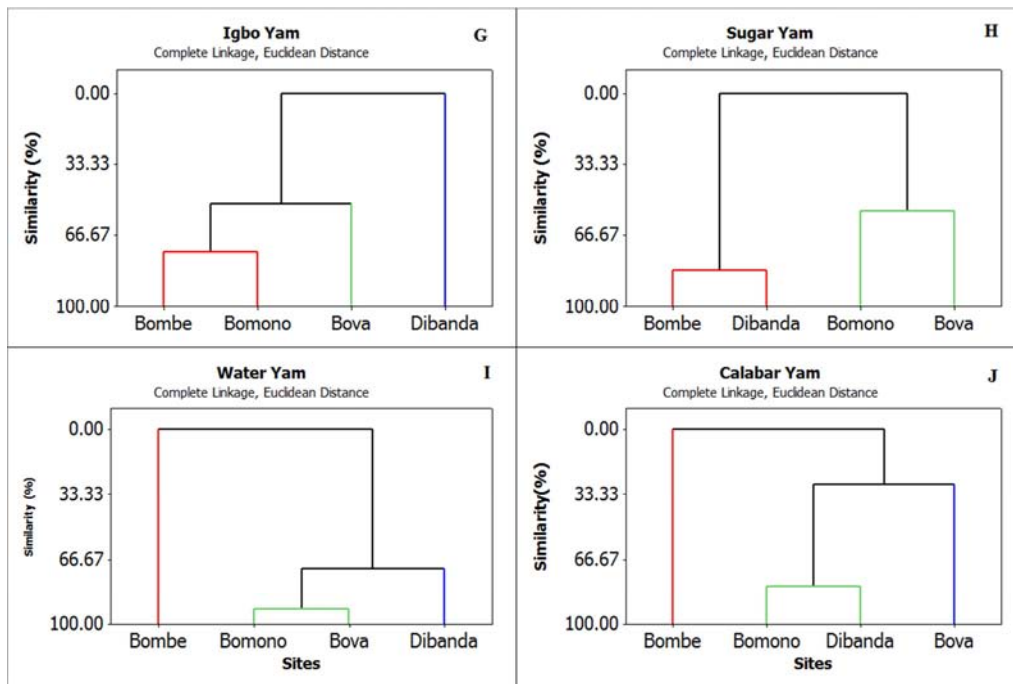 Igbo Yam
G
Complete Linkage, Euclidean Distance
Similarity (%)
0.00
33.33
66.67
100.00
Bombe Bomono Bova Dibanda
Sugar Yam
H
Complete Linkage, Euclidean Distance
Similarity (%)
0.00
33.33
66.67
100.00
Bombe Dibanda Bomono Bova
Water Yam
I
Complete Linkage, Euclidean Distance
Similarity (%)
0.00
33.33
66.67
100.00
Bombe Bomono Bova Dibanda
Sites
Calabar Yam
J
Complete Linkage, Euclidean Distance
Similarity(%)
0.00
33.33
66.67
100.00
Bombe Bomono Dibanda Bova
Sites